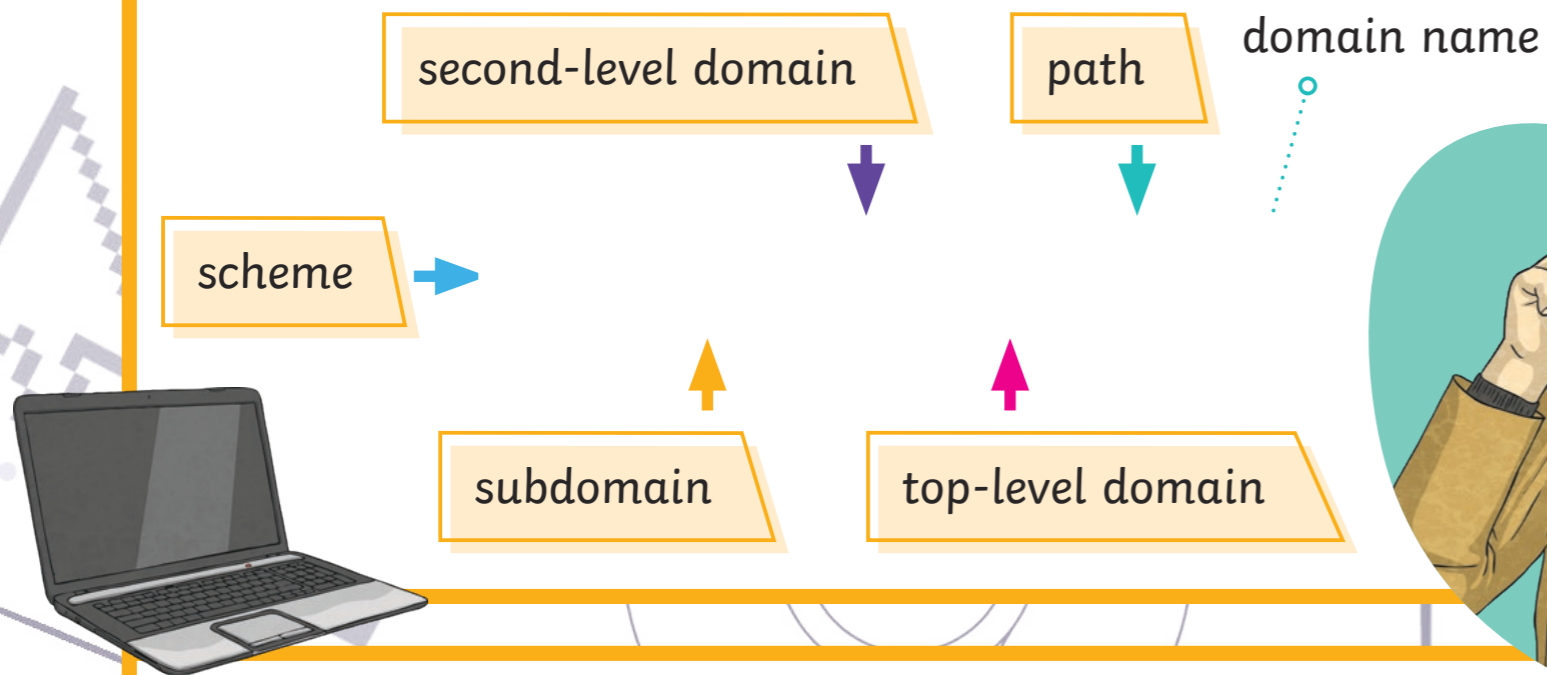 domain name
second-level domain
path
scheme
subdomain
top-level domain